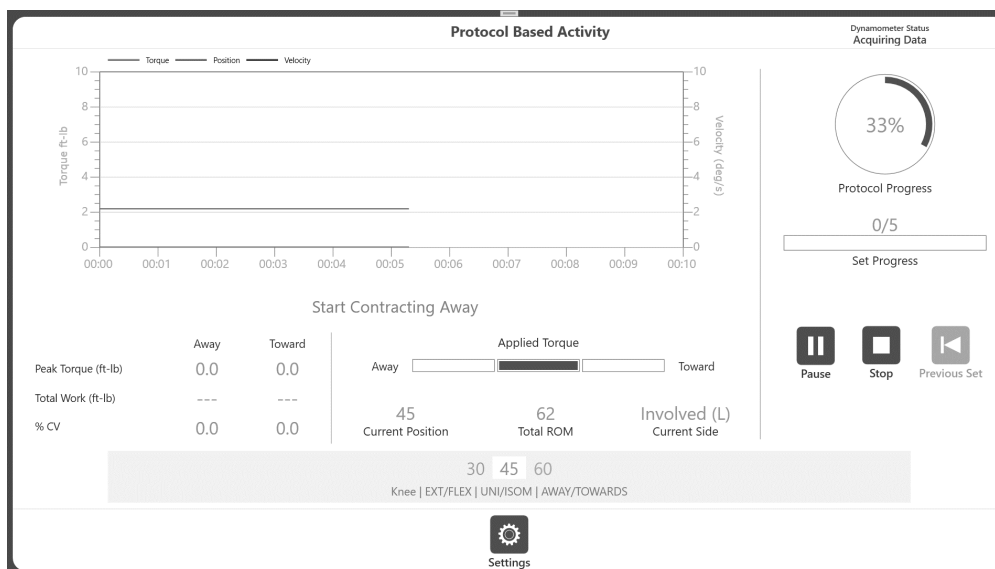 Protocol Based Activity
Dynamometer Status
Acquiring Data
Torque Position Velocity
10 10
8 8
6 6
4 4
2 2
0 0
Torque ft-lb
Velocity (deg/s)
00:00 00:01 00:02 00:03 00:04 00:05 00:06 00:07 00:08 00:09 00:10
33%
Protocol Progress
0/5
Set Progress
Start Contracting Away
Away Toward
Peak Torque (ft-lb) 0.0 0.0
Total Work (ft-lb) --- ---
% CV 0.0 0.0
Applied Torque
Away Toward
45 62 Involved (L)
Current Position Total ROM Current Side
Pause Stop Previous Set
30 45 60
Knee | EXT/FLEX | UNI/ISOM | AWAY/TOWARDS
Settings